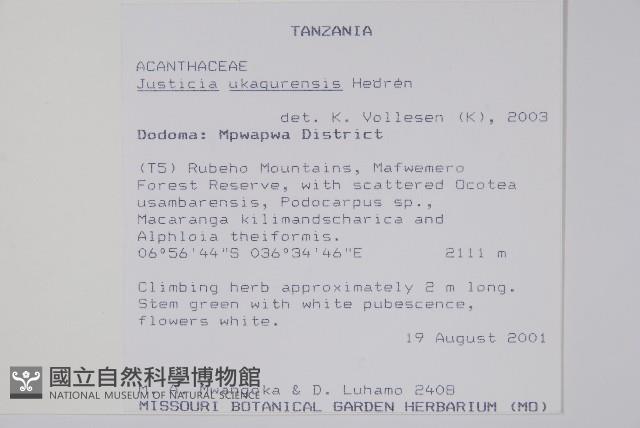 TANZANIA
ACANTHACEAE
Justicia ukagurensis Hedrén
det. K. Vollesen (K), 2003
Dodoma: Mpwapwa District
(T5) Rubeho Mountains, Mafwemero
Forest Reserve, with scattered Ocotea
usambarensis, Podocarpus sp.,
Macaranga kilimandscharica and
Alphloia theiformis.
06°56'44"S 036°34'46"E 2111 m
Climbing herb approximately 2 m long.
Stem green with white pubescence,
flowers white.
19 August 2001
國立自然科學博物館
NATIONAL MUSEUM OF NATURAL SCIENCE
& D. Luhamo 2408
MISSOURI BOTANICAL GARDEN HERBARIUM (MO)